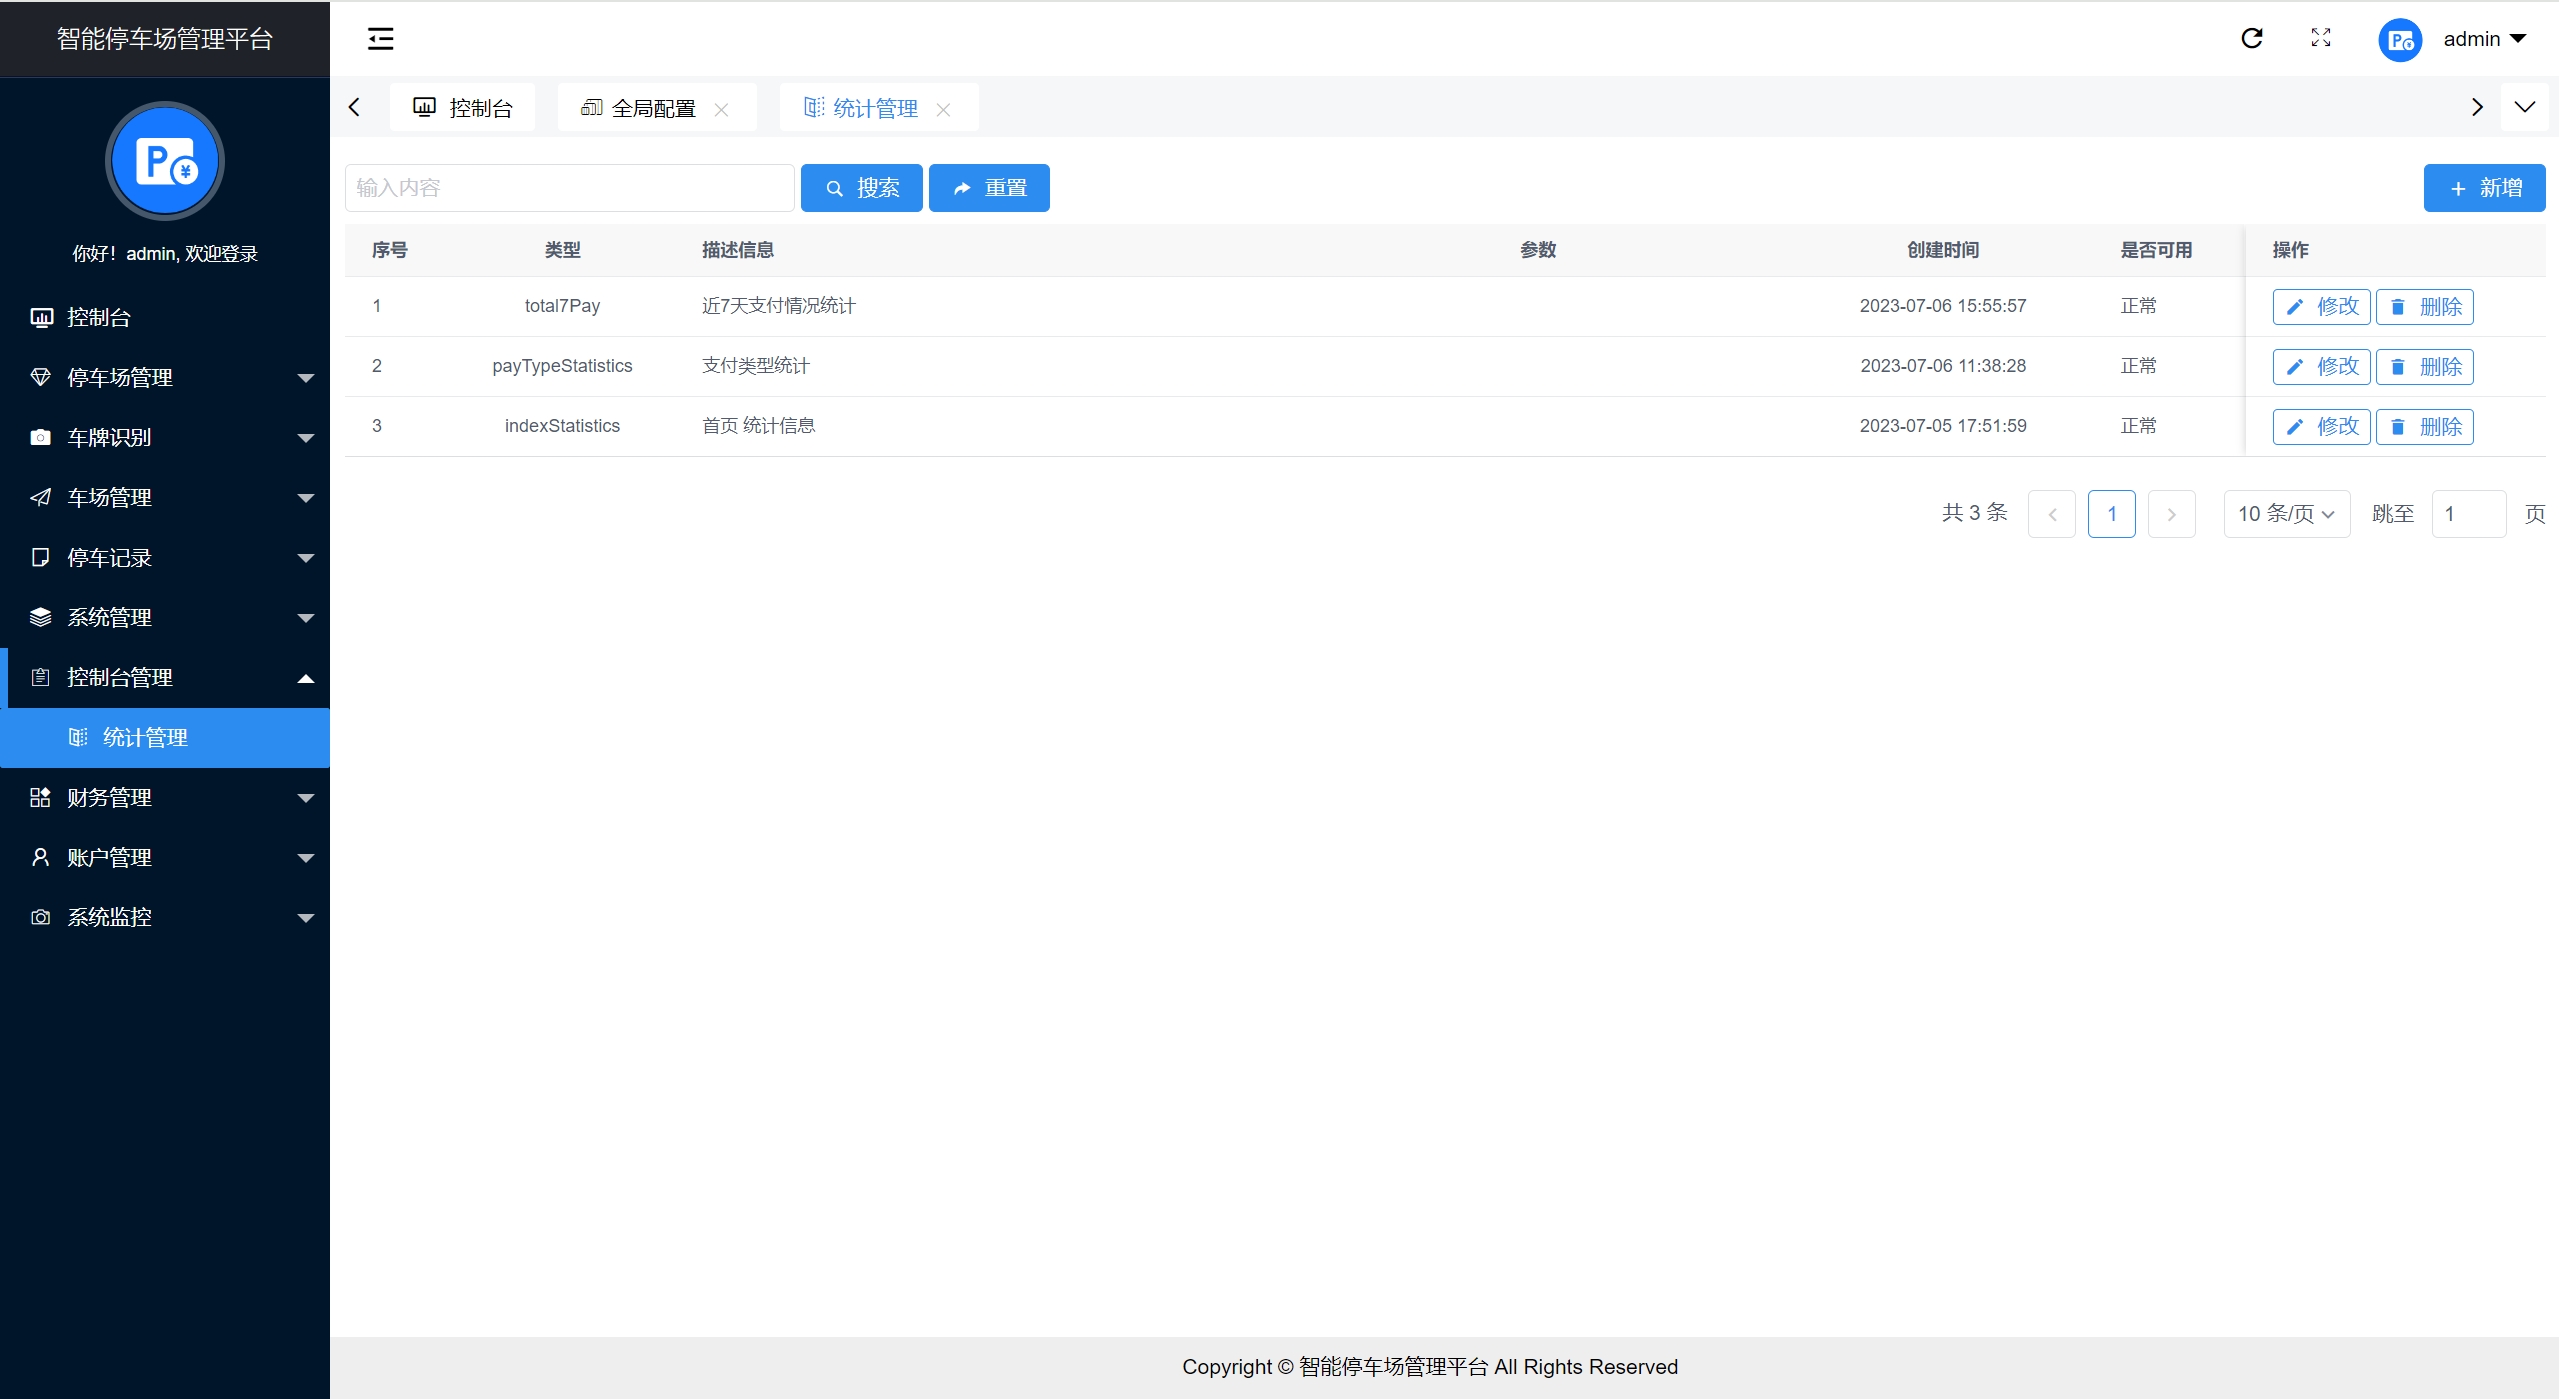 智能停车场管理平台
admin
控制台 全局配置 统计管理
你好！admin, 欢迎登录
控制台
停车场管理
车牌识别
车场管理
停车记录
系统管理
控制台管理
统计管理
财务管理
账户管理
系统监控
输入内容 搜索 重置 新增
序号 类型 描述信息 参数 创建时间 是否可用 操作
1 total7Pay 近7天支付情况统计 2023-07-06 15:55:57 正常 修改 删除
2 payTypeStatistics 支付类型统计 2023-07-06 11:38:28 正常 修改 删除
3 indexStatistics 首页 统计信息 2023-07-05 17:51:59 正常 修改 删除
共 3 条 1 10 条/页 跳至 1 页
Copyright © 智能停车场管理平台 All Rights Reserved